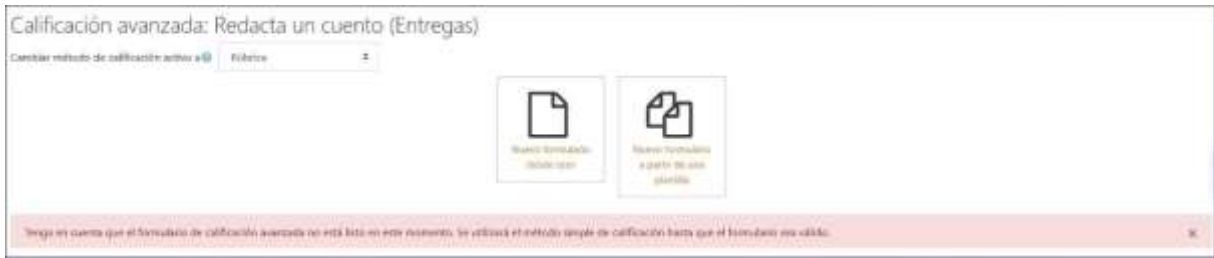 Calificación avanzada: Redacta un cuento (Entregas)
Cambiar método de calificación activo a Rúbrica
Nuevo formulario
desde cero
Nuevo formulario
a partir de una
plantilla
Tenga en cuenta que el formulario de calificación avanzada no está listo en este momento. Se utilizará el método simple de calificación hasta que el formulario sea válido.